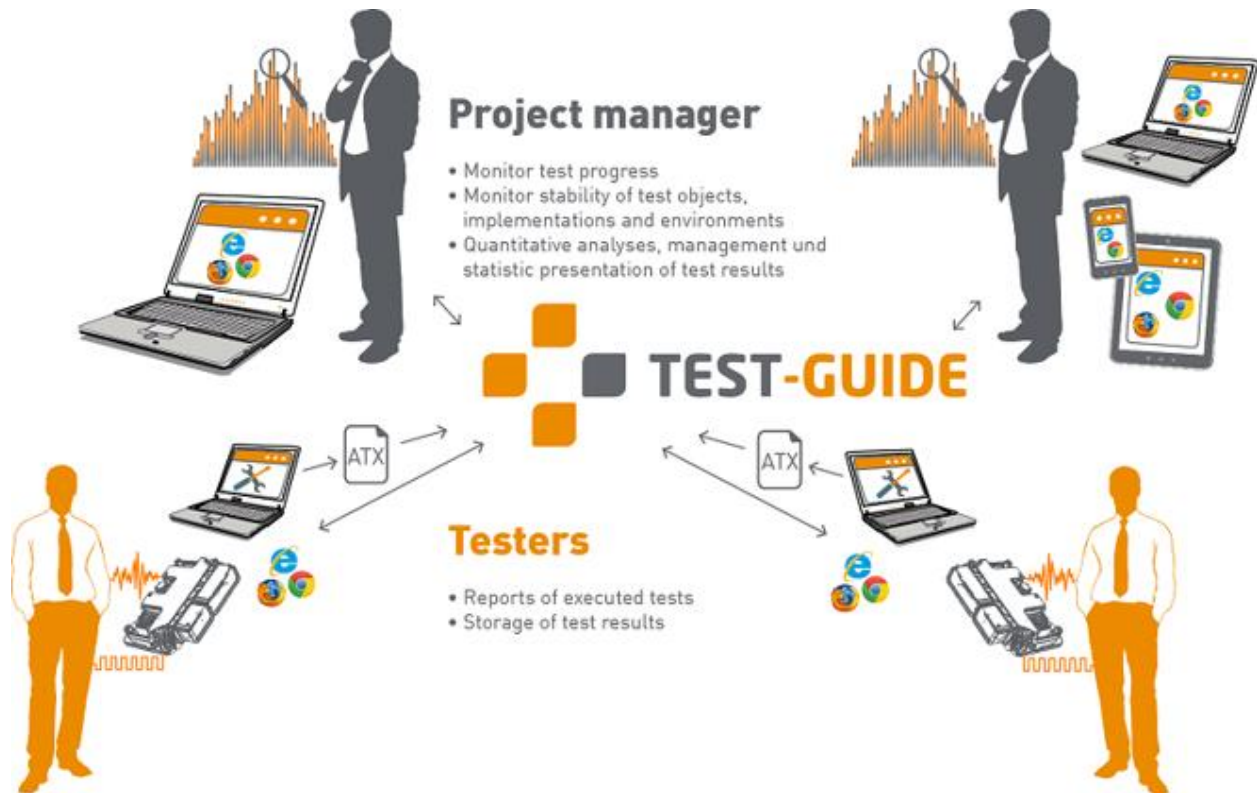 Project manager
• Monitor test progress
• Monitor stability of test objects,
implementations and environments
• Quantitative analyses, management und
statistic presentation of test results
TEST-GUIDE
ATX
ATX
Testers
• Reports of executed tests
• Storage of test results